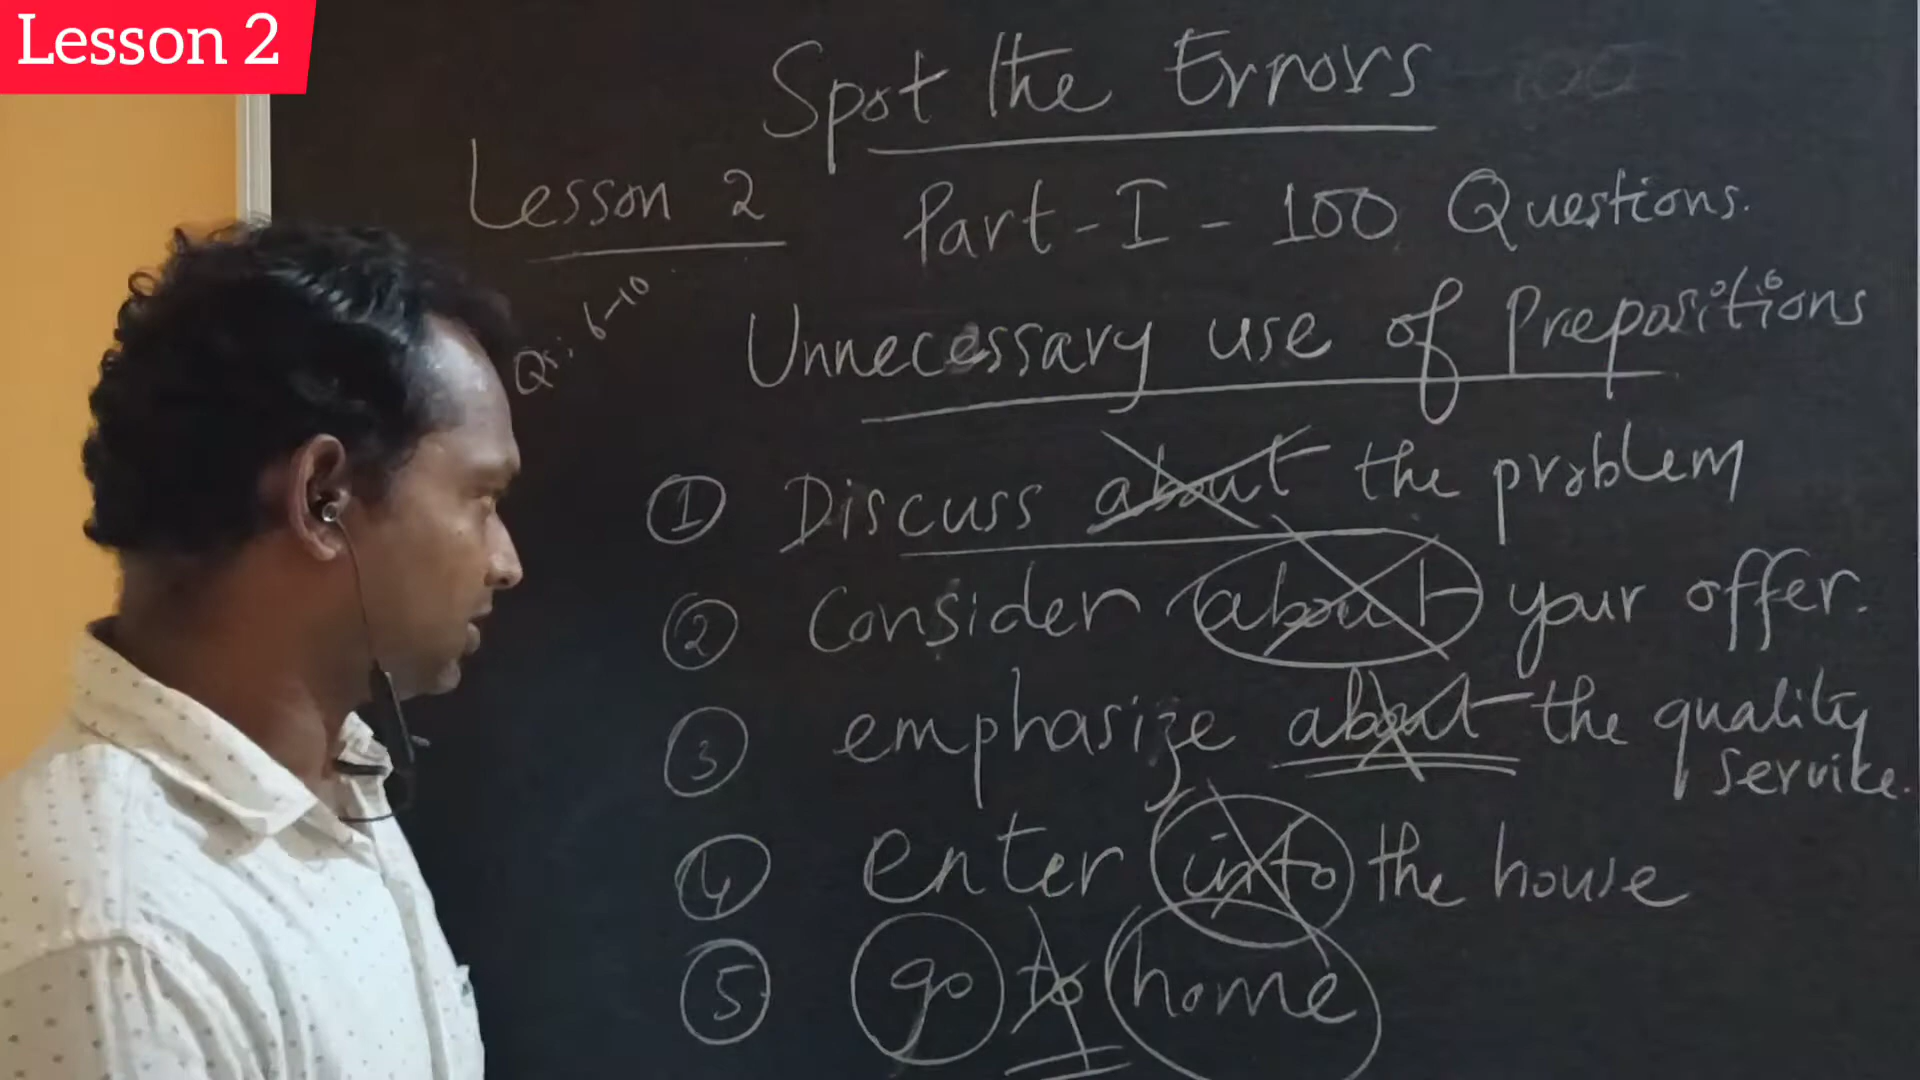 Lesson 2
Spot the Errors
Lesson 2
Part-I-100 Questions.
Qs: 6-10
Unnecessary use of Prepositions
① Discuss about the problem
② Consider about your offer.
③ emphasize about the quality
service.
④ enter into the house
⑤ go to home